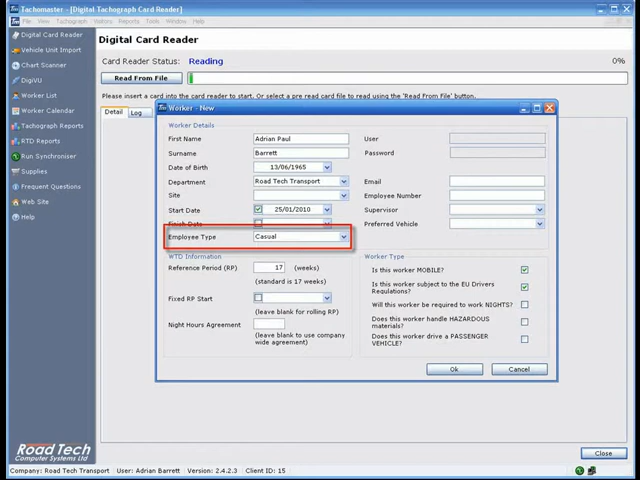 Tachomaster - [Digital Tachograph Card Reader]
File View Tachograph Visitors Reports Tools Window Help
Digital Card Reader
Vehicle Unit Import
Chart Scanner
DigiVU
Worker List
Worker Calendar
Tachograph Reports
RTD Reports
Run Synchroniser
Supplies
Frequent Questions
Web Site
Help
Digital Card Reader
Card Reader Status: Reading 0%
Read From File
Please insert a card into the card reader to start. Or select a pre read card file to read using the 'Read From File' button.
Detail Log
Worker - New
Worker Details
First Name Adrian Paul
Surname Barrett
Date of Birth 13/06/1965
Department Road Tech Transport
Site
Start Date 25/01/2010
Finish Date
Employee Type Casual
User
Password
Email
Employee Number
Supervisor
Preferred Vehicle
WTD Information
Reference Period (RP) 17 (weeks)
(standard is 17 weeks)
Fixed RP Start
(leave blank for rolling RP)
Night Hours Agreement
(leave blank to use company
wide agreement)
Worker Type
Is this worker MOBILE?
Is this worker subject to the EU Drivers
Regulations?
Will this worker be required to work NIGHTS?
Does this worker handle HAZARDOUS
materials?
Does this worker drive a PASSENGER
VEHICLE?
Ok Cancel
Road Tech
Computer Systems Ltd
Close
Company: Road Tech Transport User: Adrian Barrett Version: 2.4.2.3 Client ID: 15